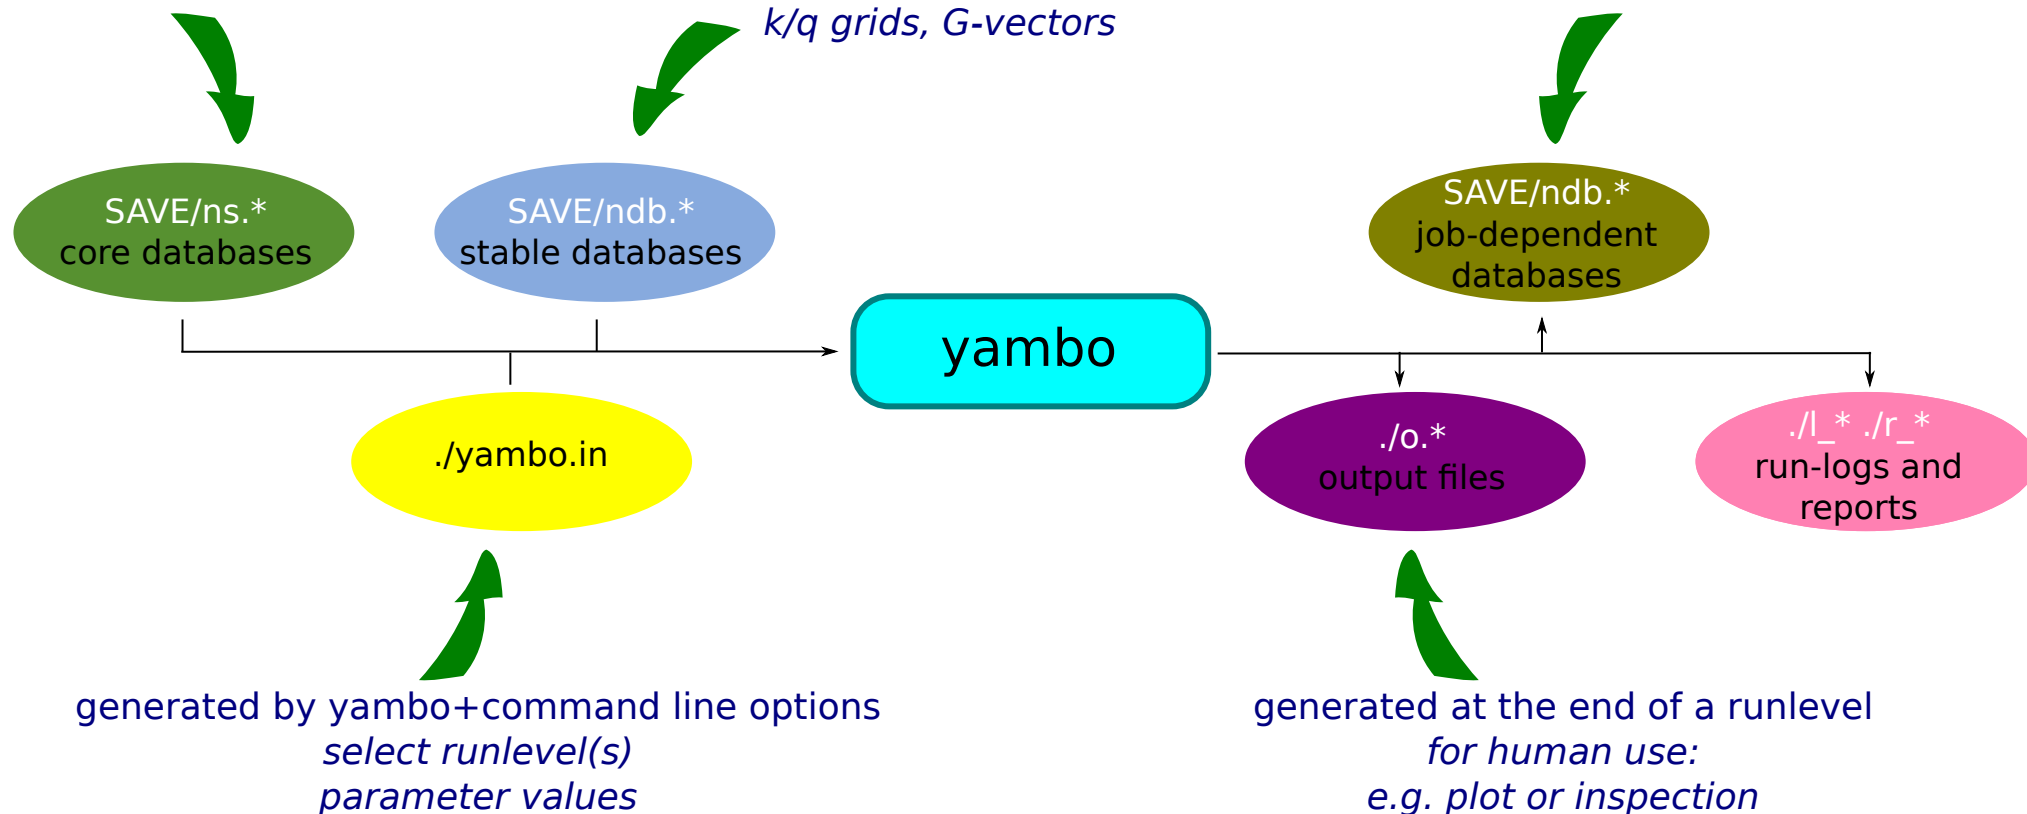 k/q grids, G-vectors
SAVE/ns.*
core databases
SAVE/ndb.*
stable databases
SAVE/ndb.*
job-dependent
databases
yambo
./yambo.in
./o.*
output files
./l_* ./r_*
run-logs and
reports
generated by yambo+command line options
select runlevel(s)
parameter values
generated at the end of a runlevel
for human use:
e.g. plot or inspection